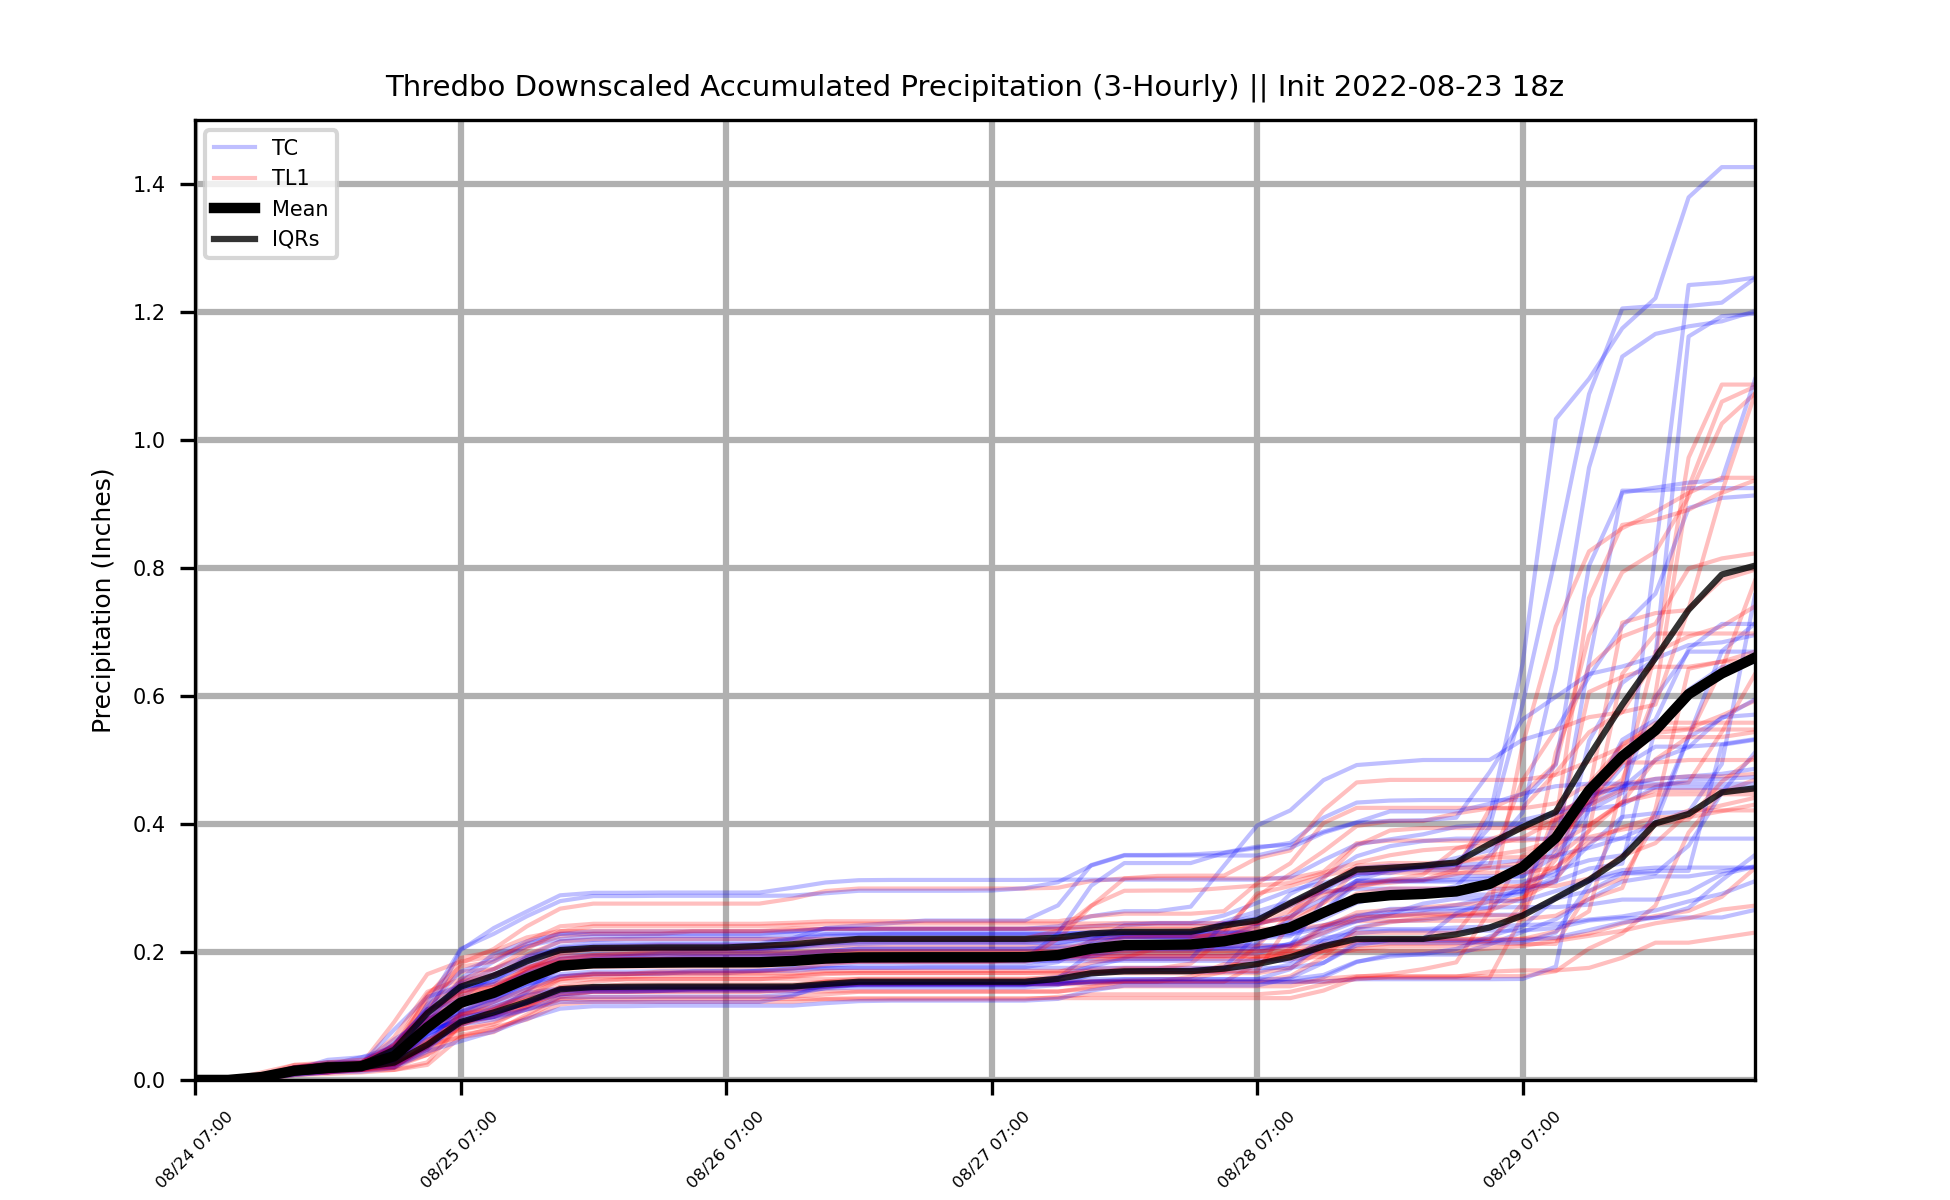 Thredbo Downscaled Accumulated Precipitation (3-Hourly) || Init 2022-08-23 18z
TC
TL1
Mean
IQRs
Precipitation (Inches)
1.4
1.2
1.0
0.8
0.6
0.4
0.2
0.0
08/24 07:00
08/25 07:00
08/26 07:00
08/27 07:00
08/28 07:00
08/29 07:00